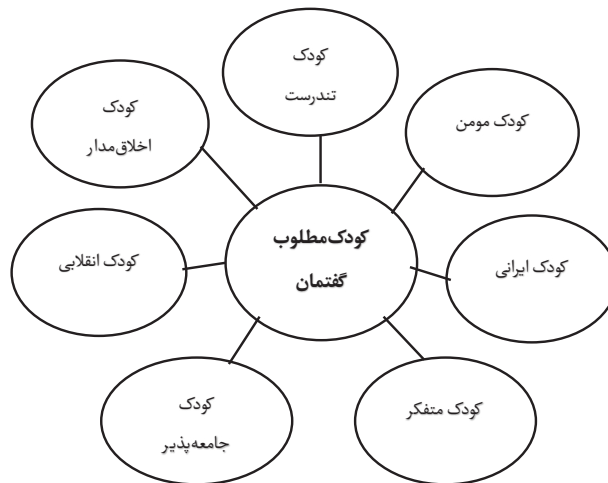 کودک
تندرست
کودک مومن
کودک
اخلاق‌مدار
کودک‌مطلوب
گفتمان
کودک ایرانی
کودک انقلابی
کودک متفکر
کودک
جامعه‌پذیر